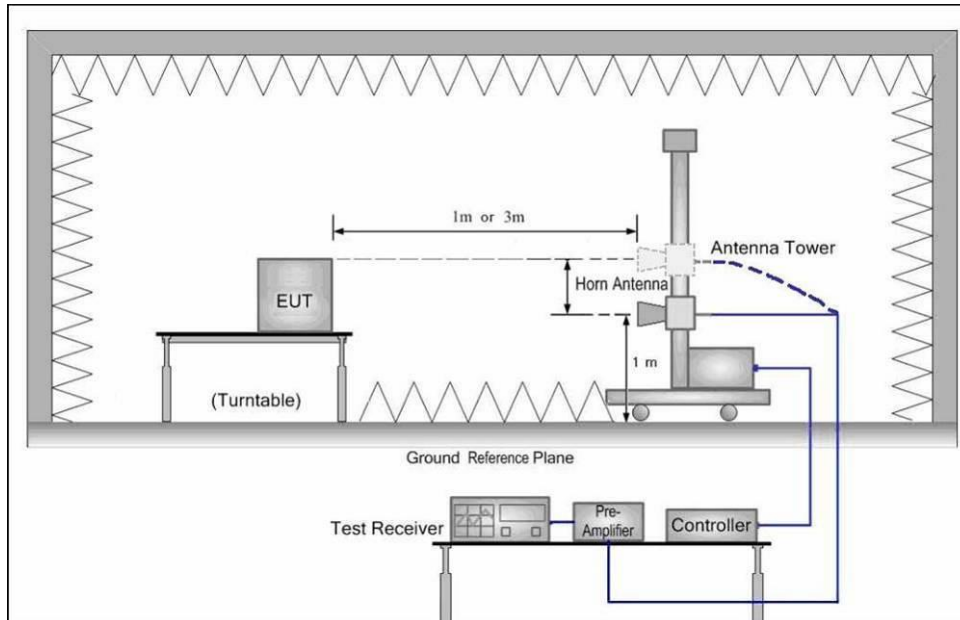 1m or 3m
Antenna Tower
Horn Antenna
EUT
1 m
(Turntable)
Ground Reference Plane
Test Receiver
Pre-
Amplifier
Controller